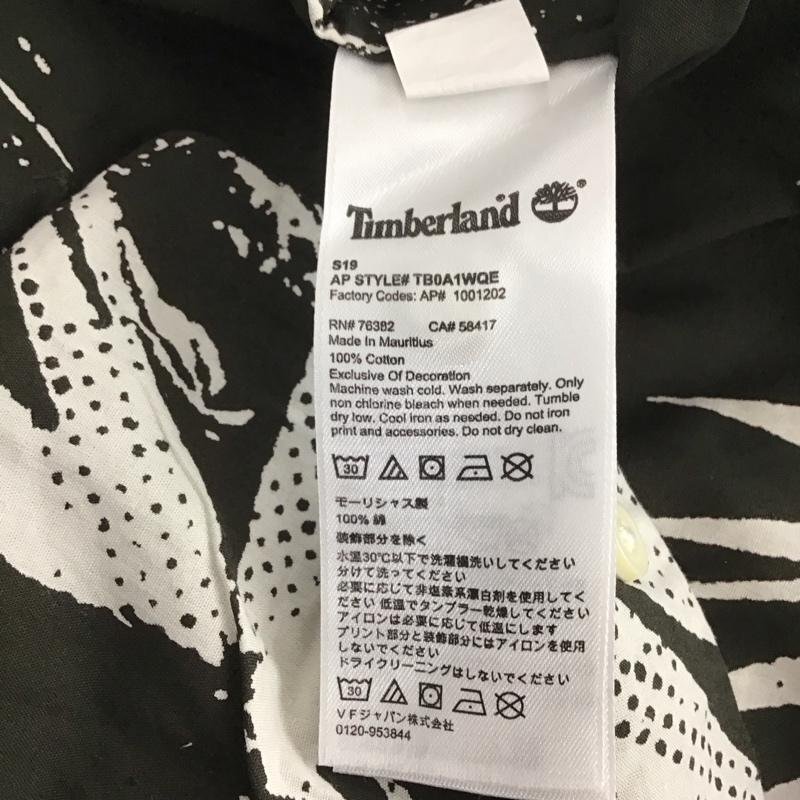 Timberland ®
S19
AP STYLE# TB0A1WQE
Factory Codes: AP# 1001202
RN# 76382 CA# 58417
Made In Mauritius
100% Cotton
Exclusive Of Decoration
Machine wash cold. Wash separately. Only
non chlorine bleach when needed. Tumble
dry low. Cool iron as needed. Do not iron
print and accessories. Do not dry clean.
30
モーリシャス製
100% 綿
装飾部分を除く
水温30℃以下で洗濯機洗いしてください
分けて洗ってください
必要に応じて非塩素系漂白剤を使用してく
ださい 低温でタンブラー乾燥してください
アイロンは必要に応じて低温にします
プリント部分と装飾部分にはアイロンを使用
しないでください
ドライクリーニングはしないでください
30
VFジャパン株式会社
0120-953844